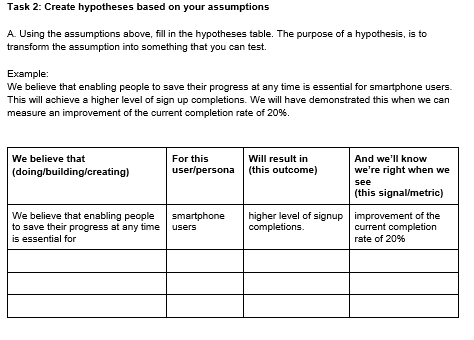 Task 2: Create hypotheses based on your assumptions
A. Using the assumptions above, fill in the hypotheses table. The purpose of a hypothesis, is to
transform the assumption into something that you can test.
Example:
We believe that enabling people to save their progress at any time is essential for smartphone users.
This will achieve a higher level of sign up completions. We will have demonstrated this when we can
measure an improvement of the current completion rate of 20%.
We believe that
(doing/building/creating)
For this
user/persona
Will result in
(this outcome)
And we'll know
we're right when we
see
(this signal/metric)
We believe that enabling people
to save their progress at any time
is essential for
smartphone
users
higher level of signup
completions.
improvement of the
current completion
rate of 20%